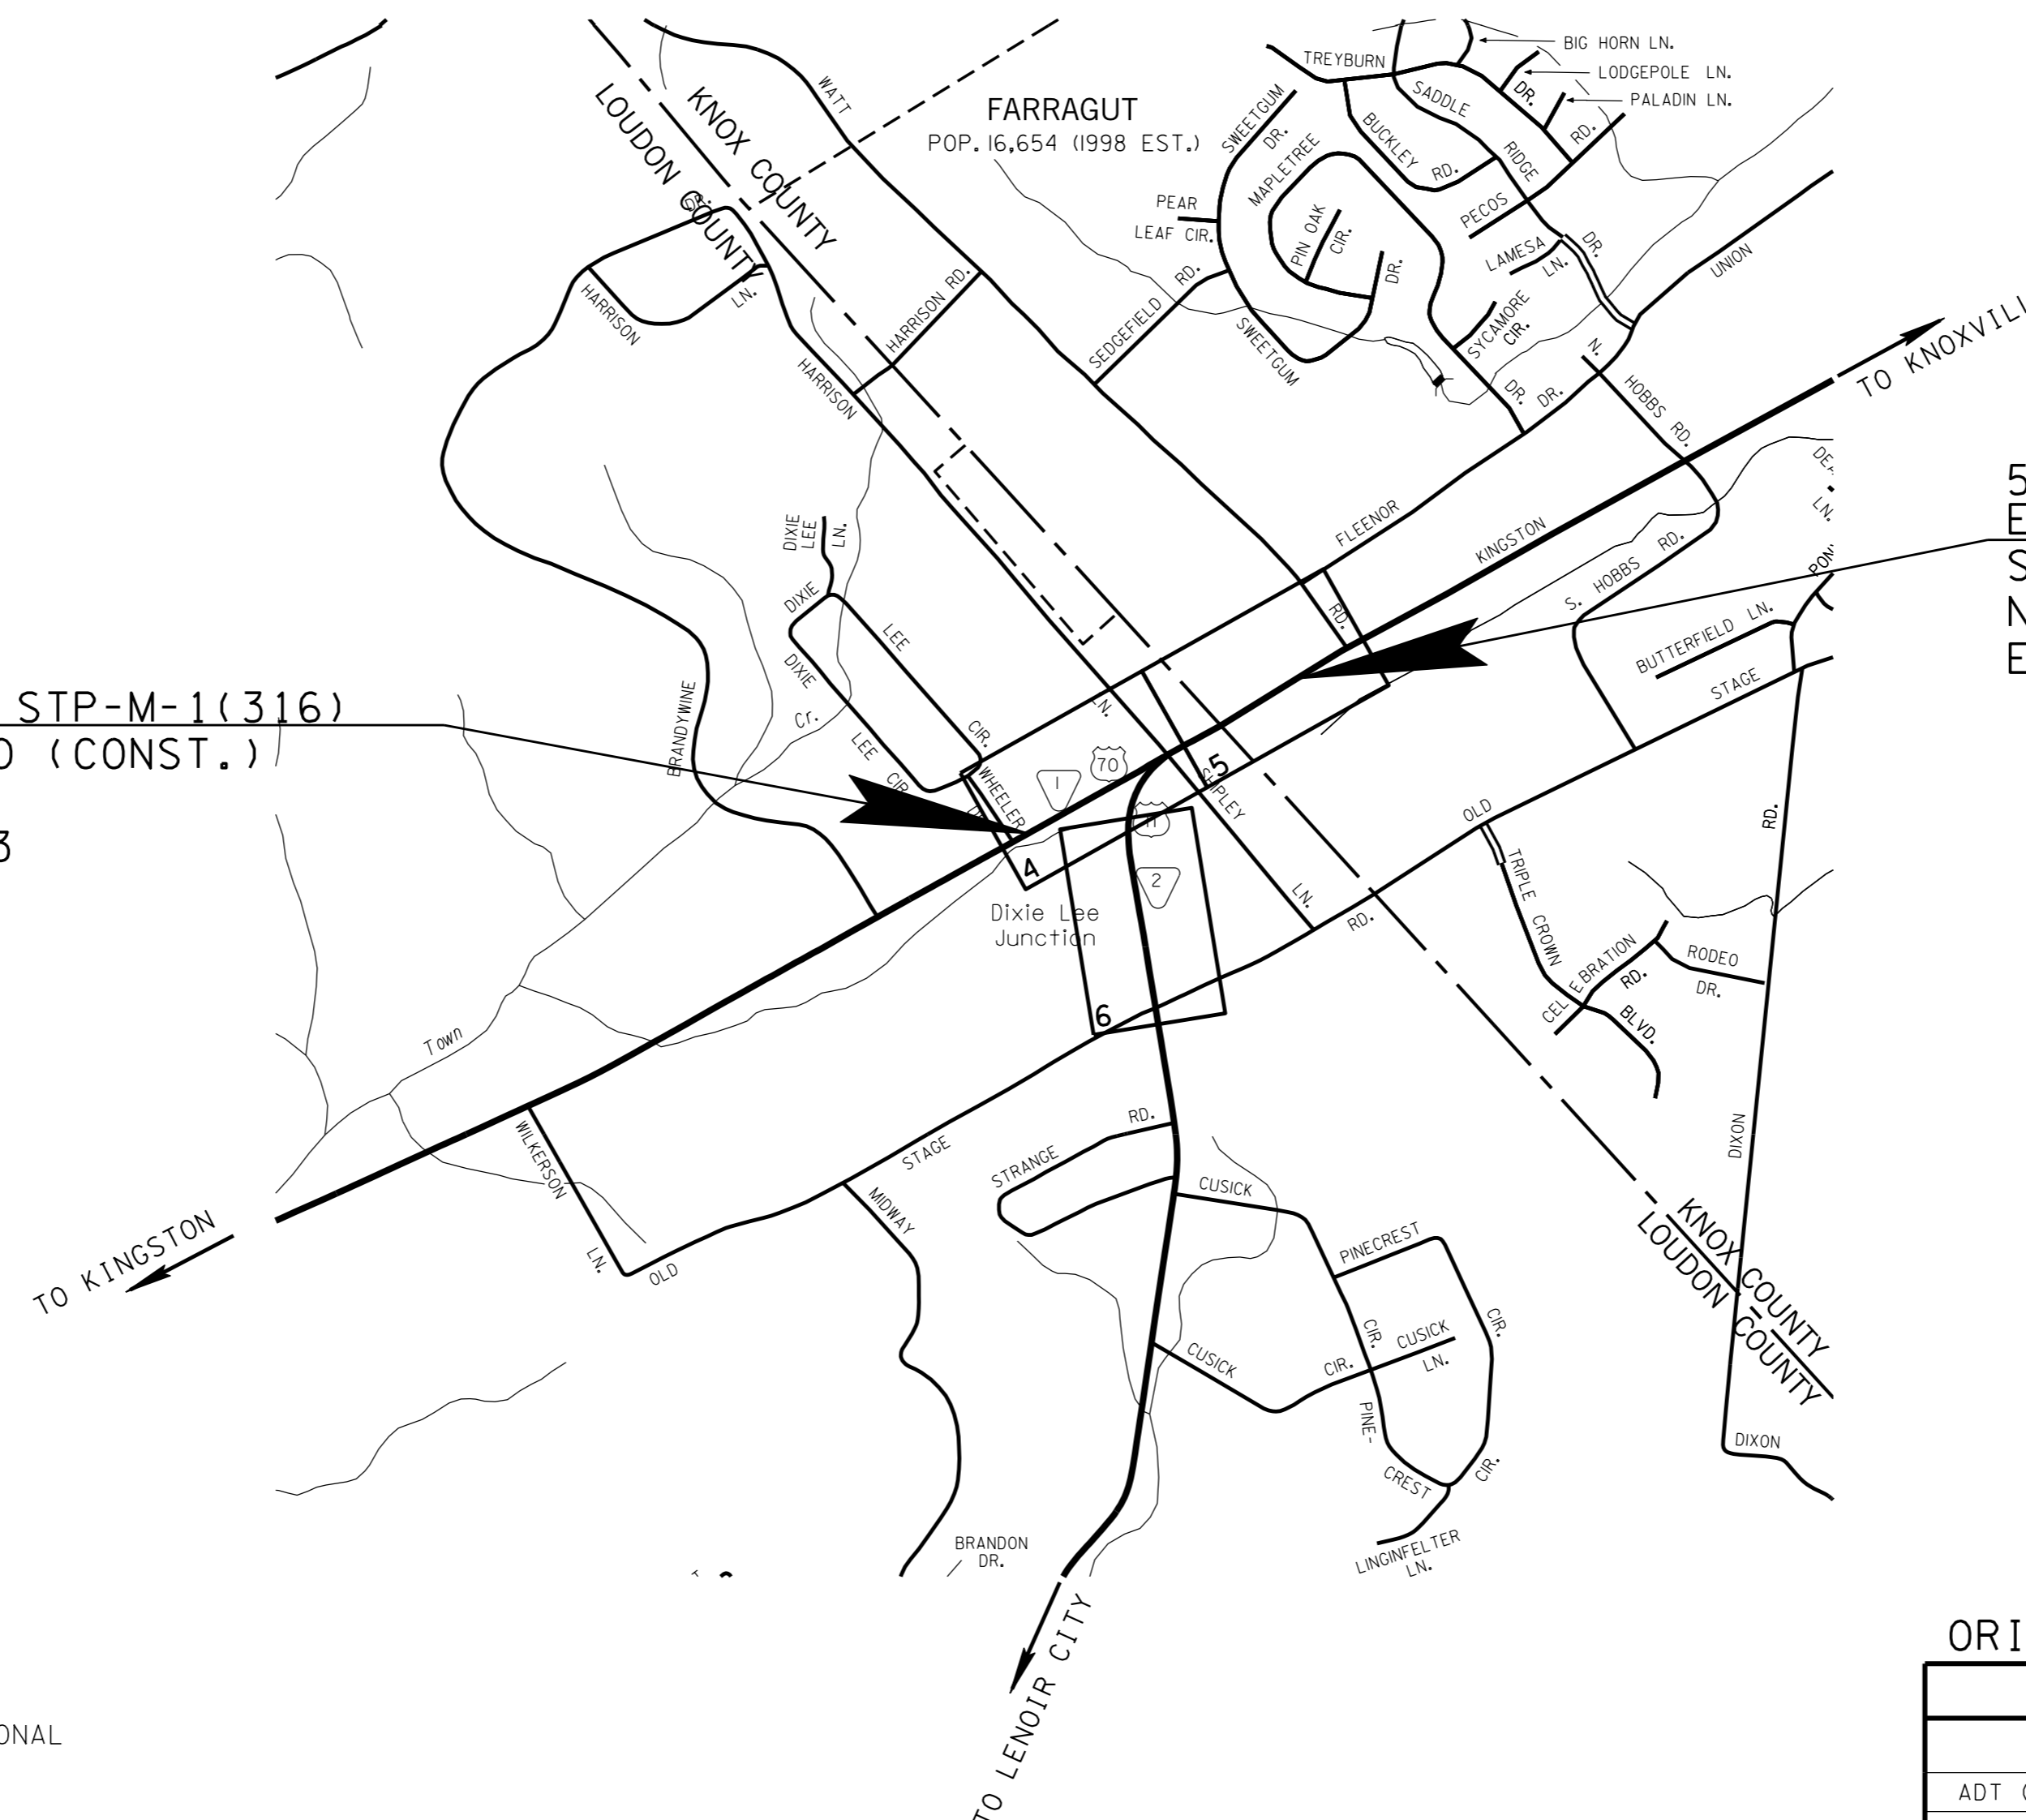 BIG HORN LN.
TREYBURN
LODGEPOLE LN.
DR.
PALADIN LN.
SADDLE
WATT
KNOX COUNTY
LOUDON COUNTY
FARRAGUT
POP. 16,654 (1998 EST.)
SWEETGUM
DR.
BUCKLEY
RD.
RD.
RIDGE
MAPLETREE
PEAR
LEAF CIR.
PECOS
PIN OAK
CIR.
DR.
LAMESA
LN.
DR.
UNION
DR.
HARRISON
LN.
HARRISON RD.
HARRISON
SEDGEFIELD
RD.
SWEETGUM
SYCAMORE
CIR.
N.
HOBBS
RD.
DR.
DR.
FLEENOR
KINGSTON
LN.
DIXIE
LEE
LN.
DIXIE
LEE
DIXIE
Cr.
LEE
CIR.
CIR.
RD.
S. HOBBS RD.
BUTTERFIELD LN.
STAGE
STP-M-1(316)
(CONST.)
3
BRANDYWINE
LN.
WHEELER
1
70
5
11
4
2
LN.
Dixie Lee
Junction
6
OLD
RD.
RD.
TRIPLE CROWN
BLVD.
CELEBRATION
RD.
RODEO
DR.
DIXON
Town
WILKERSON
LN.
STAGE
OLD
MIDWAY
STRANGE
RD.
CUSICK
PINECREST
CIR.
CIR.
CUSICK
LN.
CUSICK
CIR.
PINE-
CREST
CIR.
LINGINFELTER
LN.
KNOX COUNTY
LOUDON COUNTY
DIXON
BRANDON
DR.
TO KINGSTON
TO LENOIR CITY
ADT